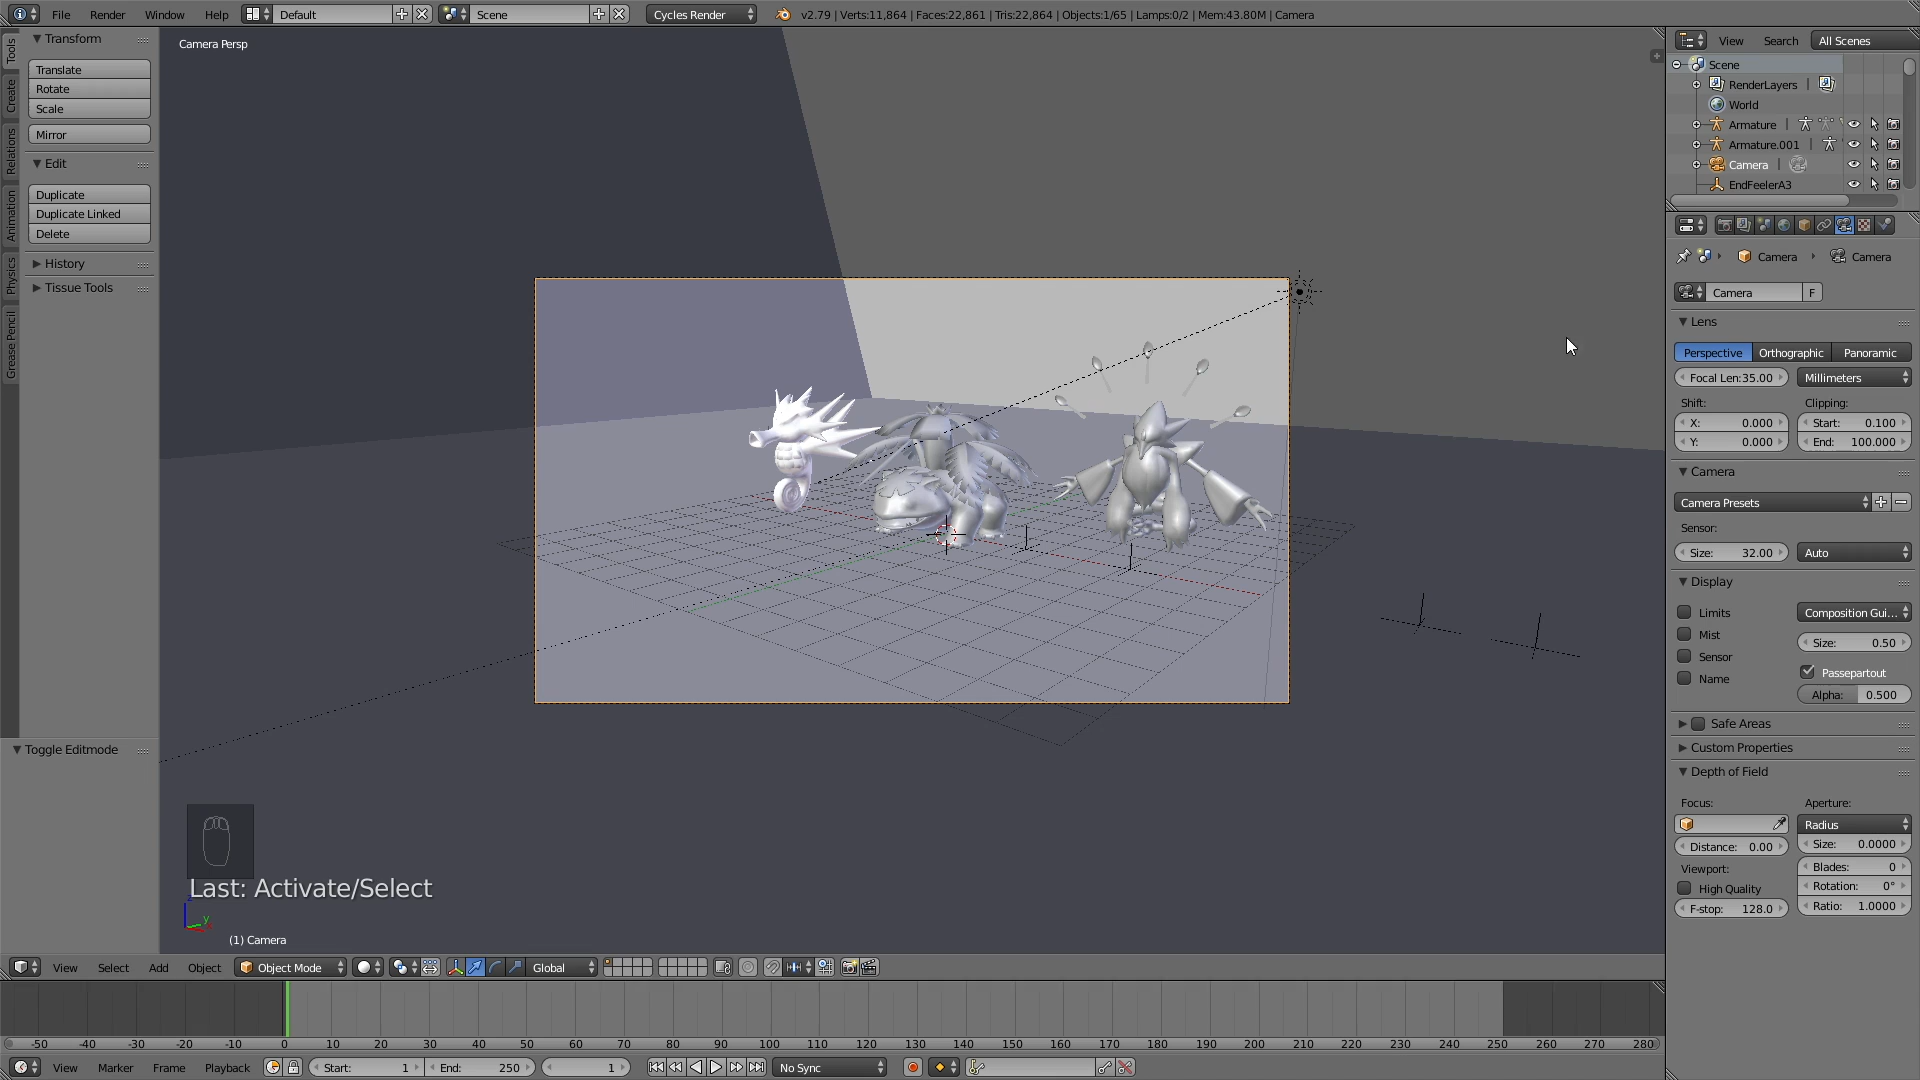 File Render Window Help Default Scene Cycles Render v2.79 | Verts:11,864 | Faces:22,861 | Tris:22,864 | Objects:1/65 | Lamps:0/2 | Mem:43.80M | Camera
Tools
Create
Relations
Animation
Physics
Grease Pencil
Transform
Translate
Rotate
Scale
Mirror
Edit
Duplicate
Duplicate Linked
Delete
History
Tissue Tools
Toggle Editmode
Camera Persp
Last: Activate/Select
y
(1) Camera
View Search All Scenes
Scene
RenderLayers |
World
Armature |
Armature.001 |
Camera |
EndFeelerA3
Camera Camera
Camera F
Lens
Perspective Orthographic Panoramic
Focal Len:35.00 Millimeters
Shift: Clipping:
X: 0.000 Start: 0.100
Y: 0.000 End: 100.000
Camera
Camera Presets
Sensor:
Size: 32.00 Auto
Display
Limits Composition Gui...
Mist Size: 0.50
Sensor Passepartout
Name Alpha: 0.500
Safe Areas
Custom Properties
Depth of Field
Focus: Aperture:
Radius
Distance: 0.00 Size: 0.0000
Viewport: Blades: 0
High Quality Rotation: 0°
F-stop: 128.0 Ratio: 1.0000
View Select Add Object Object Mode Global
-50 -40 -30 -20 -10 0 10 20 30 40 50 60 70 80 90 100 110 120 130 140 150 160 170 180 190 200 210 220 230 240 250 260 270 280
View Marker Frame Playback Start: 1 End: 250 1 No Sync